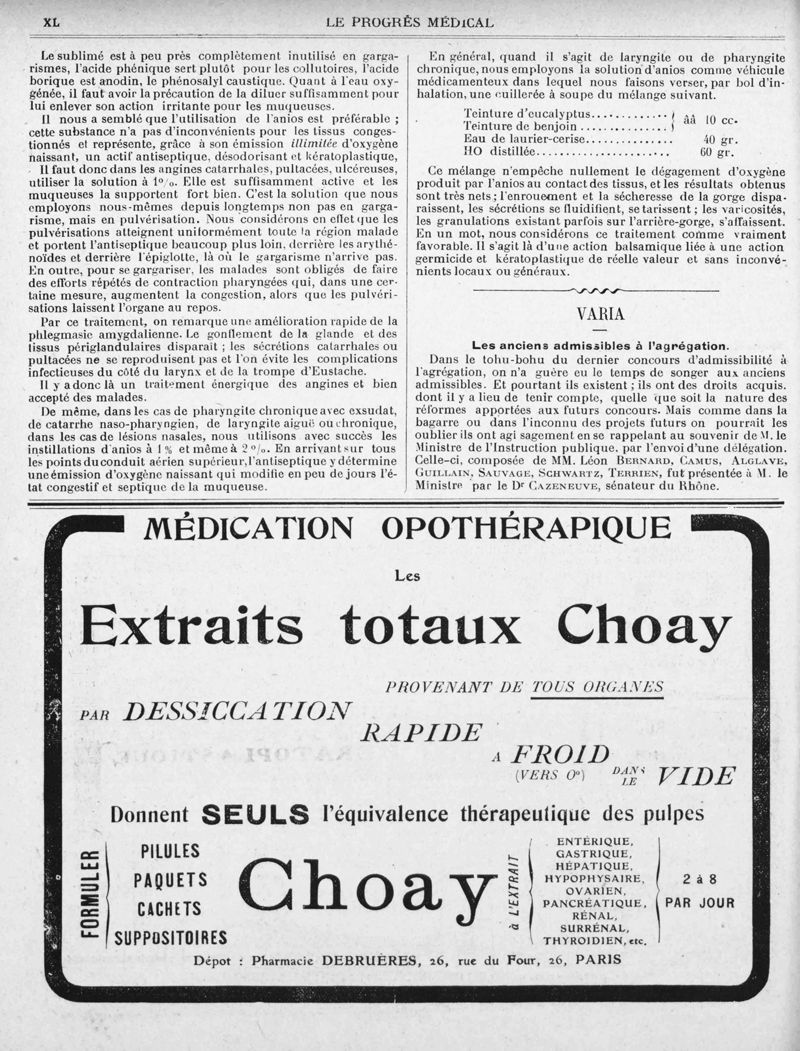 XL
LE PROGRÈS MÉDICAL
Le sublimé est à peu près complètement inutilisé en garga-
rismes, l'acide phénique sert plutôt pour les collutoires, l'acide
borique est anodin, le phénosalyl caustique. Quant à l'eau oxy-
génée, il faut avoir la précaution de la diluer suffisamment pour
lui enlever son action irritante pour les muqueuses.
Il nous a semblé que l'utilisation de l'anios est préférable ;
cette substance n'a pas d'inconvénients pour les tissus conges-
tionnés et représente, grâce à son émission illimitée d'oxygène
naissant, un actif antiseptique, désodorisant et kératoplastique,
Il faut donc dans les angines catarrhales, pultacées, ulcéreuses,
utiliser la solution à 1º/₀. Elle est suffisamment active et les
muqueuses la supportent fort bien. C'est la solution que nous
employons nous-mêmes depuis longtemps non pas en garga-
risme, mais en pulvérisation. Nous considérons en effet que les
pulvérisations atteignent uniformément toute la région malade
et portent l'antiseptique beaucoup plus loin, derrière les arythé-
noïdes et derrière l'épiglotte, là où le gargarisme n'arrive pas.
En outre, pour se gargariser, les malades sont obligés de faire
des efforts répétés de contraction pharyngées qui, dans une cer-
taine mesure, augmentent la congestion, alors que les pulvéri-
sations laissent l'organe au repos.
Par ce traitement, on remarque une amélioration rapide de la
phlegmasie amygdalienne. Le gonflement de la glande et des
tissus périglandulaires disparaît ; les sécrétions catarrhales ou
pultacées ne se reproduisent pas et l'on évite les complications
infectieuses du côté du larynx et de la trompe d'Eustache.
Il y a donc là un traitement énergique des angines et bien
accepté des malades.
De même, dans les cas de pharyngite chronique avec exsudat,
de catarrhe naso-pharyngien, de laryngite aiguë ou chronique,
dans les cas de lésions nasales, nous utilisons avec succès les
instillations d'anios à 1 % et même à 2 º/₀. En arrivant sur tous
les points du conduit aérien supérieur, l'antiseptique y détermine
une émission d'oxygène naissant qui modifie en peu de jours l'é-
tat congestif et septique de la muqueuse.
En général, quand il s'agit de laryngite ou de pharyngite
chronique, nous employons la solution d'anios comme véhicule
médicamenteux dans lequel nous faisons verser, par bol d'in-
halation, une cuillerée à soupe du mélange suivant.
Teinture d'eucalyptus............. } ââ 10 cc.
Teinture de benjoin ............... }
Eau de laurier-cerise............... 40 gr.
HO distillée....................... 60 gr.
Ce mélange n'empêche nullement le dégagement d'oxygène
produit par l'anios au contact des tissus, et les résultats obtenus
sont très nets ; l'enrouement et la sécheresse de la gorge dispa-
raissent, les sécrétions se fluidifient, se tarissent ; les varicosités,
les granulations existant parfois sur l'arrière-gorge, s'affaissent.
En un mot, nous considérons ce traitement comme vraiment
favorable. Il s'agit là d'une action balsamique liée à une action
germicide et kératoplastique de réelle valeur et sans inconvé-
nients locaux ou généraux.
VARIA
Les anciens admissibles à l'agrégation.
Dans le tohu-bohu du dernier concours d'admissibilité à
l'agrégation, on n'a guère eu le temps de songer aux anciens
admissibles. Et pourtant ils existent ; ils ont des droits acquis.
dont il y a lieu de tenir compte, quelle que soit la nature des
réformes apportées aux futurs concours. Mais comme dans la
bagarre ou dans l'inconnu des projets futurs on pourrait les
oublier ils ont agi sagement en se rappelant au souvenir de M. le
Ministre de l'Instruction publique, par l'envoi d'une délégation.
Celle-ci, composée de MM. Léon BERNARD, CAMUS, ALGLAVE,
GUILLAIN, SAUVAGE, SCHWARTZ, TERRIEN, fut présentée à M. le
Ministre par le Dr CAZENEUVE, sénateur du Rhône.
MÉDICATION OPOTHÉRAPIQUE
Les
Extraits totaux Choay
PROVENANT DE TOUS ORGANES
PAR DESSICCATION
RAPIDE
A FROID
(VERS 0º) DANS LE VIDE
Donnent SEULS l'équivalence thérapeutique des pulpes
FORMULER
PILULES
PAQUETS
CACHETS
SUPPOSITOIRES
Choay
à L'EXTRAIT
ENTÉRIQUE,
GASTRIQUE,
HÉPATIQUE,
HYPOPHYSAIRE,
OVARIEN,
PANCRÉATIQUE,
RÉNAL,
SURRÉNAL,
THYROIDIEN, etc.
2 à 8
PAR JOUR
Dépot : Pharmacie DEBRUÈRES, 26, rue du Four, 26, PARIS